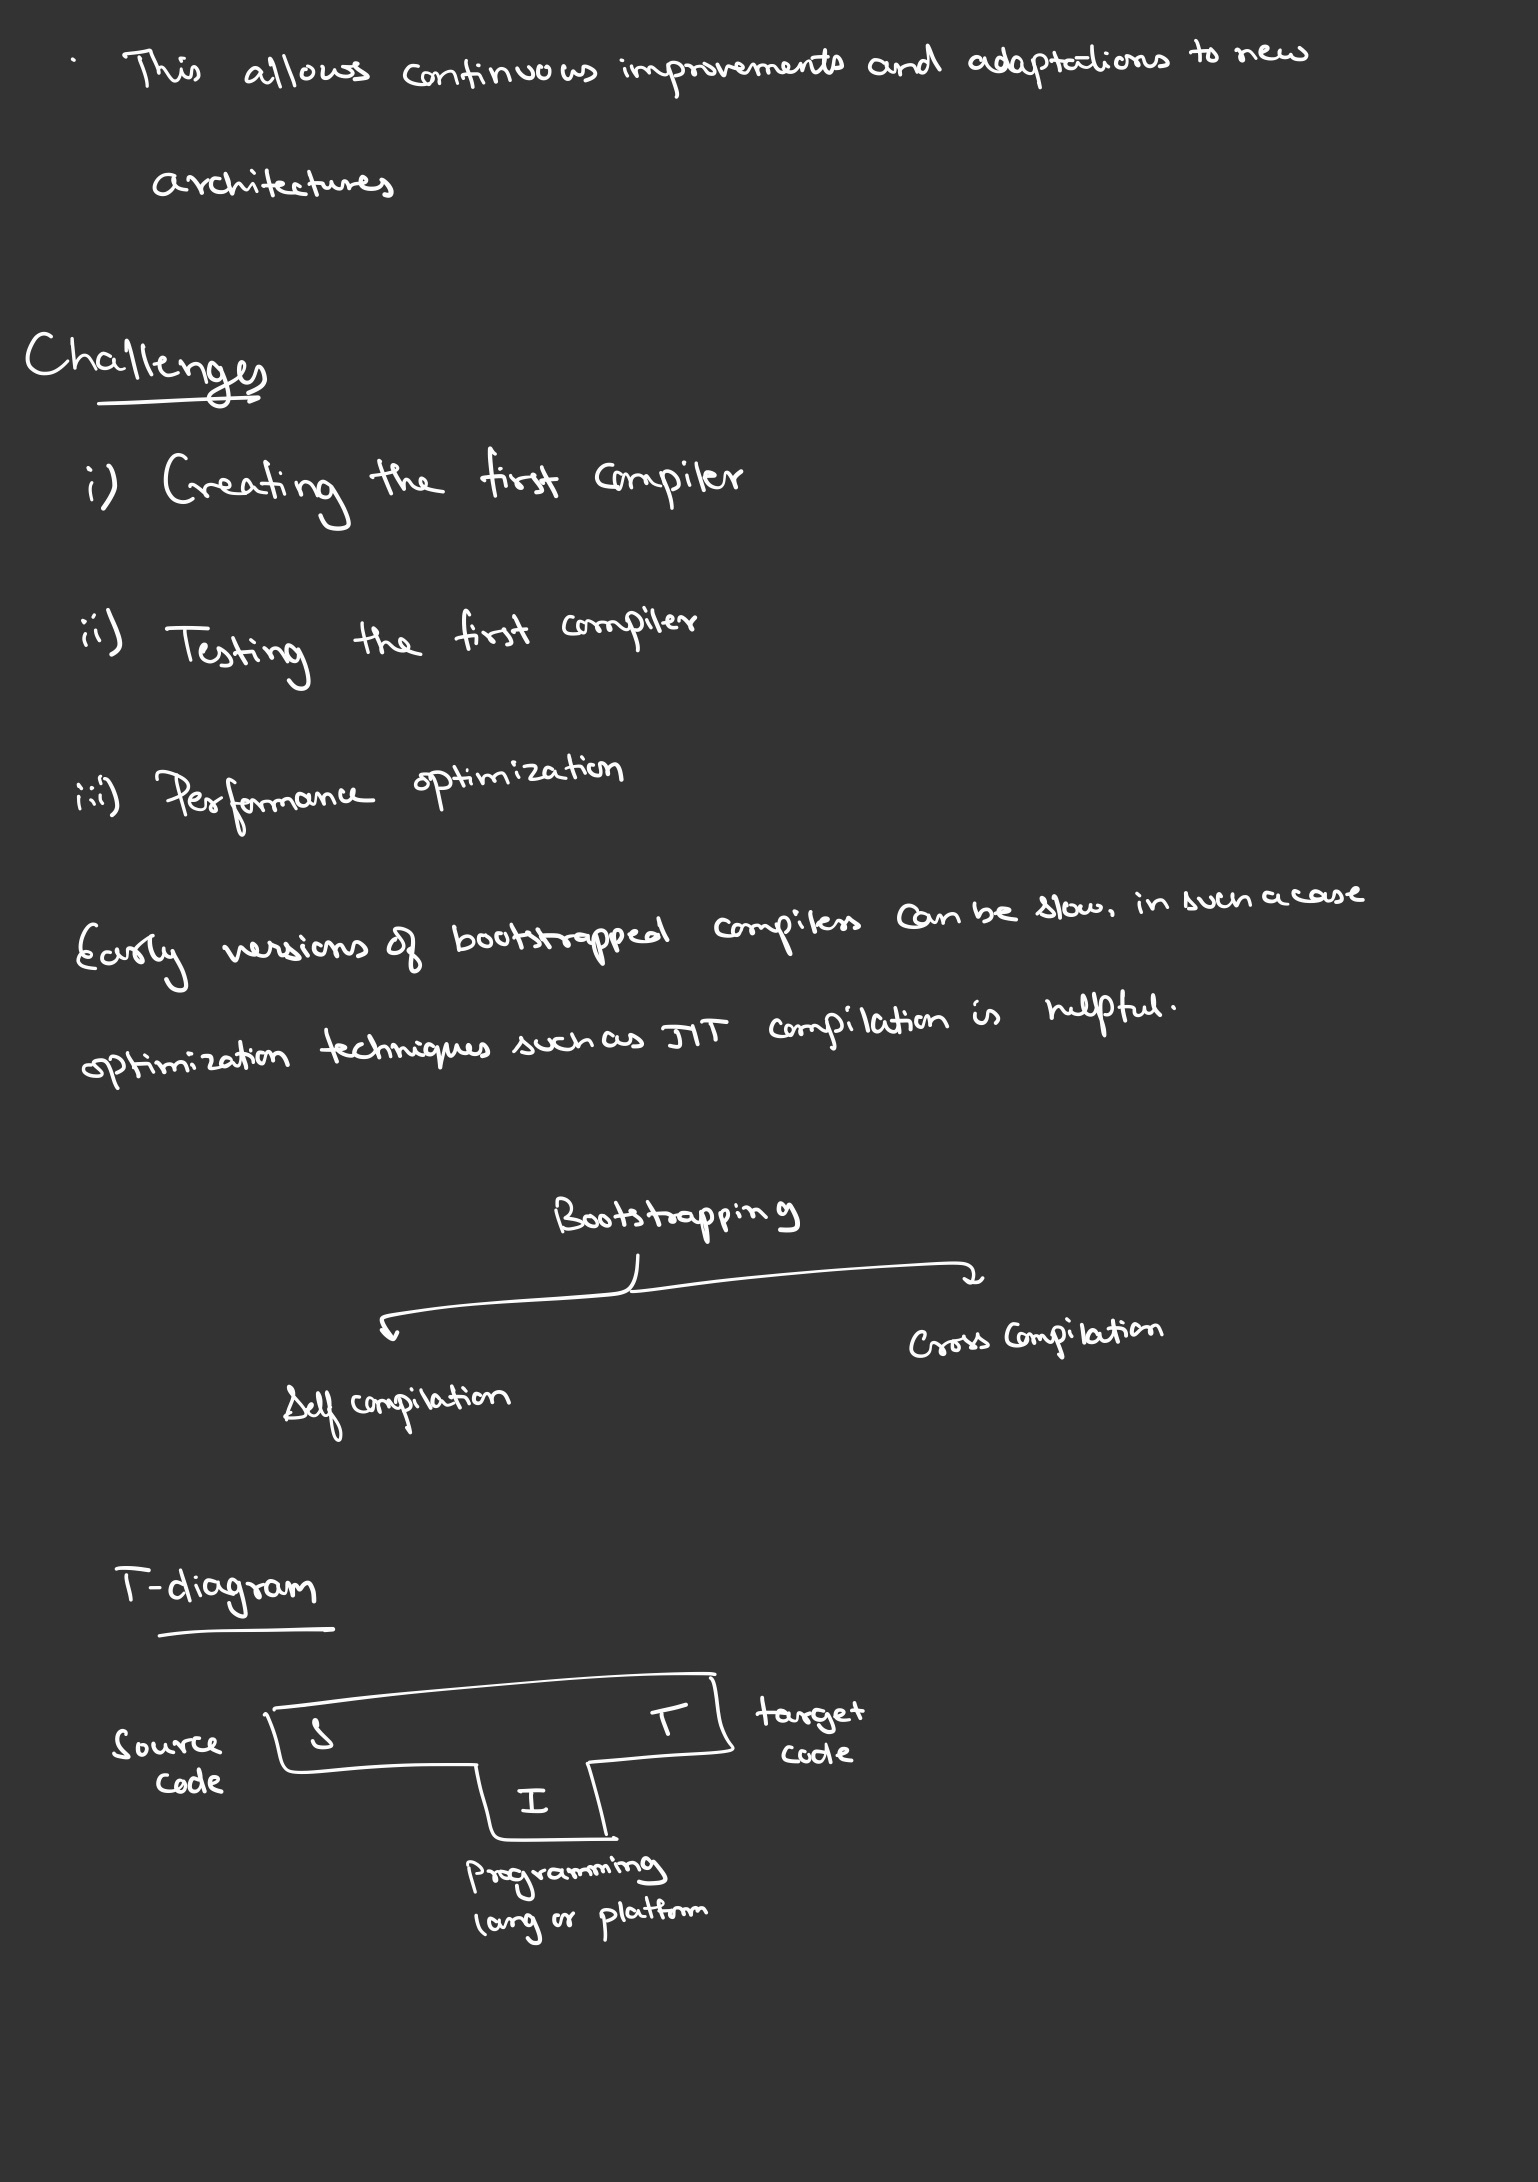 · This allows continuous improvements and adaptations to new
architectures
Challenges
i) Creating the first compiler
ii) Testing the first compiler
iii) Performance optimization
Early versions of bootstrapped compilers can be slow, in such a case
optimization techniques such as JIT compilation is helpful.
Bootstrapping
Self compilation
Cross Compilation
T-diagram
Source
code
S
T
target
code
I
Programming
lang or platform